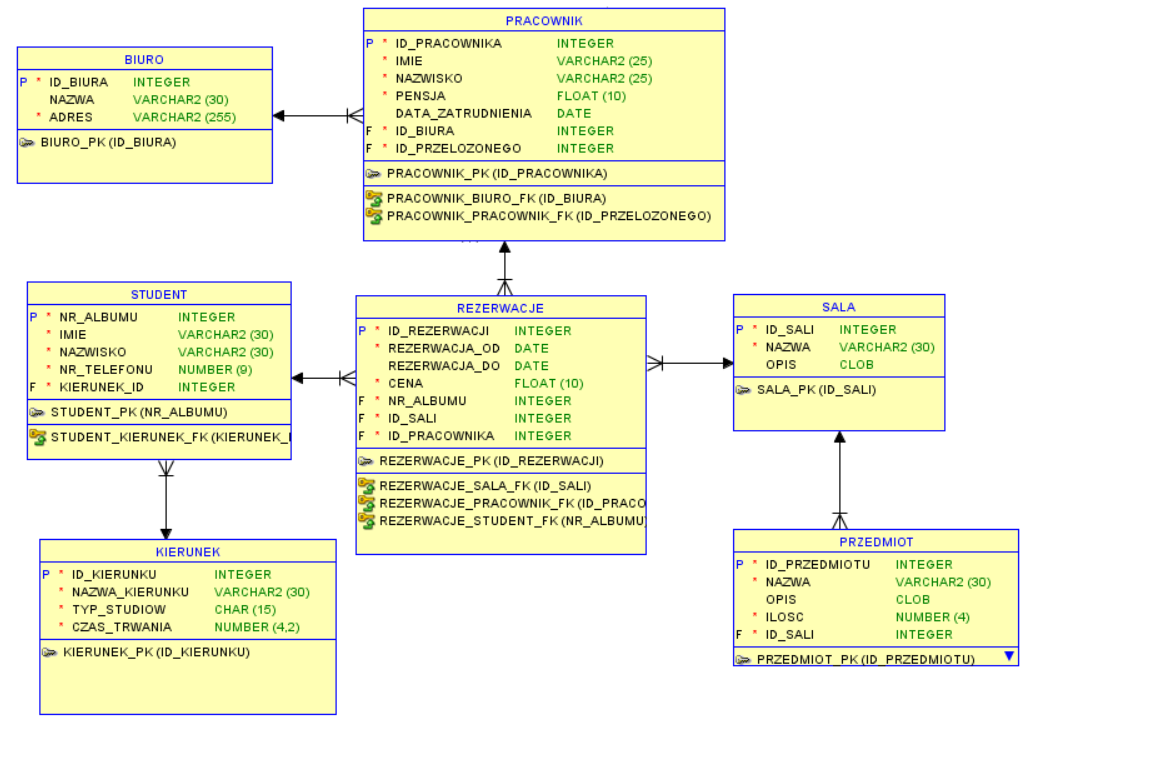 PRACOWNIK
P * ID_PRACOWNIKA INTEGER
* IMIE VARCHAR2 (25)
* NAZWISKO VARCHAR2 (25)
* PENSJA FLOAT (10)
DATA_ZATRUDNIENIA DATE
F * ID_BIURA INTEGER
F * ID_PRZELOZONEGO INTEGER
PRACOWNIK_PK (ID_PRACOWNIKA)
PRACOWNIK_BIURO_FK (ID_BIURA)
PRACOWNIK_PRACOWNIK_FK (ID_PRZELOZONEGO)
BIURO
P * ID_BIURA INTEGER
NAZWA VARCHAR2 (30)
* ADRES VARCHAR2 (255)
BIURO_PK (ID_BIURA)
STUDENT
P * NR_ALBUMU INTEGER
* IMIE VARCHAR2 (30)
* NAZWISKO VARCHAR2 (30)
* NR_TELEFONU NUMBER (9)
F * KIERUNEK_ID INTEGER
STUDENT_PK (NR_ALBUMU)
STUDENT_KIERUNEK_FK (KIERUNEK_I
REZERWACJE
P * ID_REZERWACJI INTEGER
* REZERWACJA_OD DATE
REZERWACJA_DO DATE
* CENA FLOAT (10)
F * NR_ALBUMU INTEGER
F * ID_SALI INTEGER
F * ID_PRACOWNIKA INTEGER
REZERWACJE_PK (ID_REZERWACJI)
REZERWACJE_SALA_FK (ID_SALI)
REZERWACJE_PRACOWNIK_FK (ID_PRACO
REZERWACJE_STUDENT_FK (NR_ALBUMU
SALA
P * ID_SALI INTEGER
* NAZWA VARCHAR2 (30)
OPIS CLOB
SALA_PK (ID_SALI)
KIERUNEK
P * ID_KIERUNKU INTEGER
* NAZWA_KIERUNKU VARCHAR2 (30)
* TYP_STUDIOW CHAR (15)
* CZAS_TRWANIA NUMBER (4,2)
KIERUNEK_PK (ID_KIERUNKU)
PRZEDMIOT
P * ID_PRZEDMIOTU INTEGER
* NAZWA VARCHAR2 (30)
OPIS CLOB
* ILOSC NUMBER (4)
F * ID_SALI INTEGER
PRZEDMIOT_PK (ID_PRZEDMIOTU)